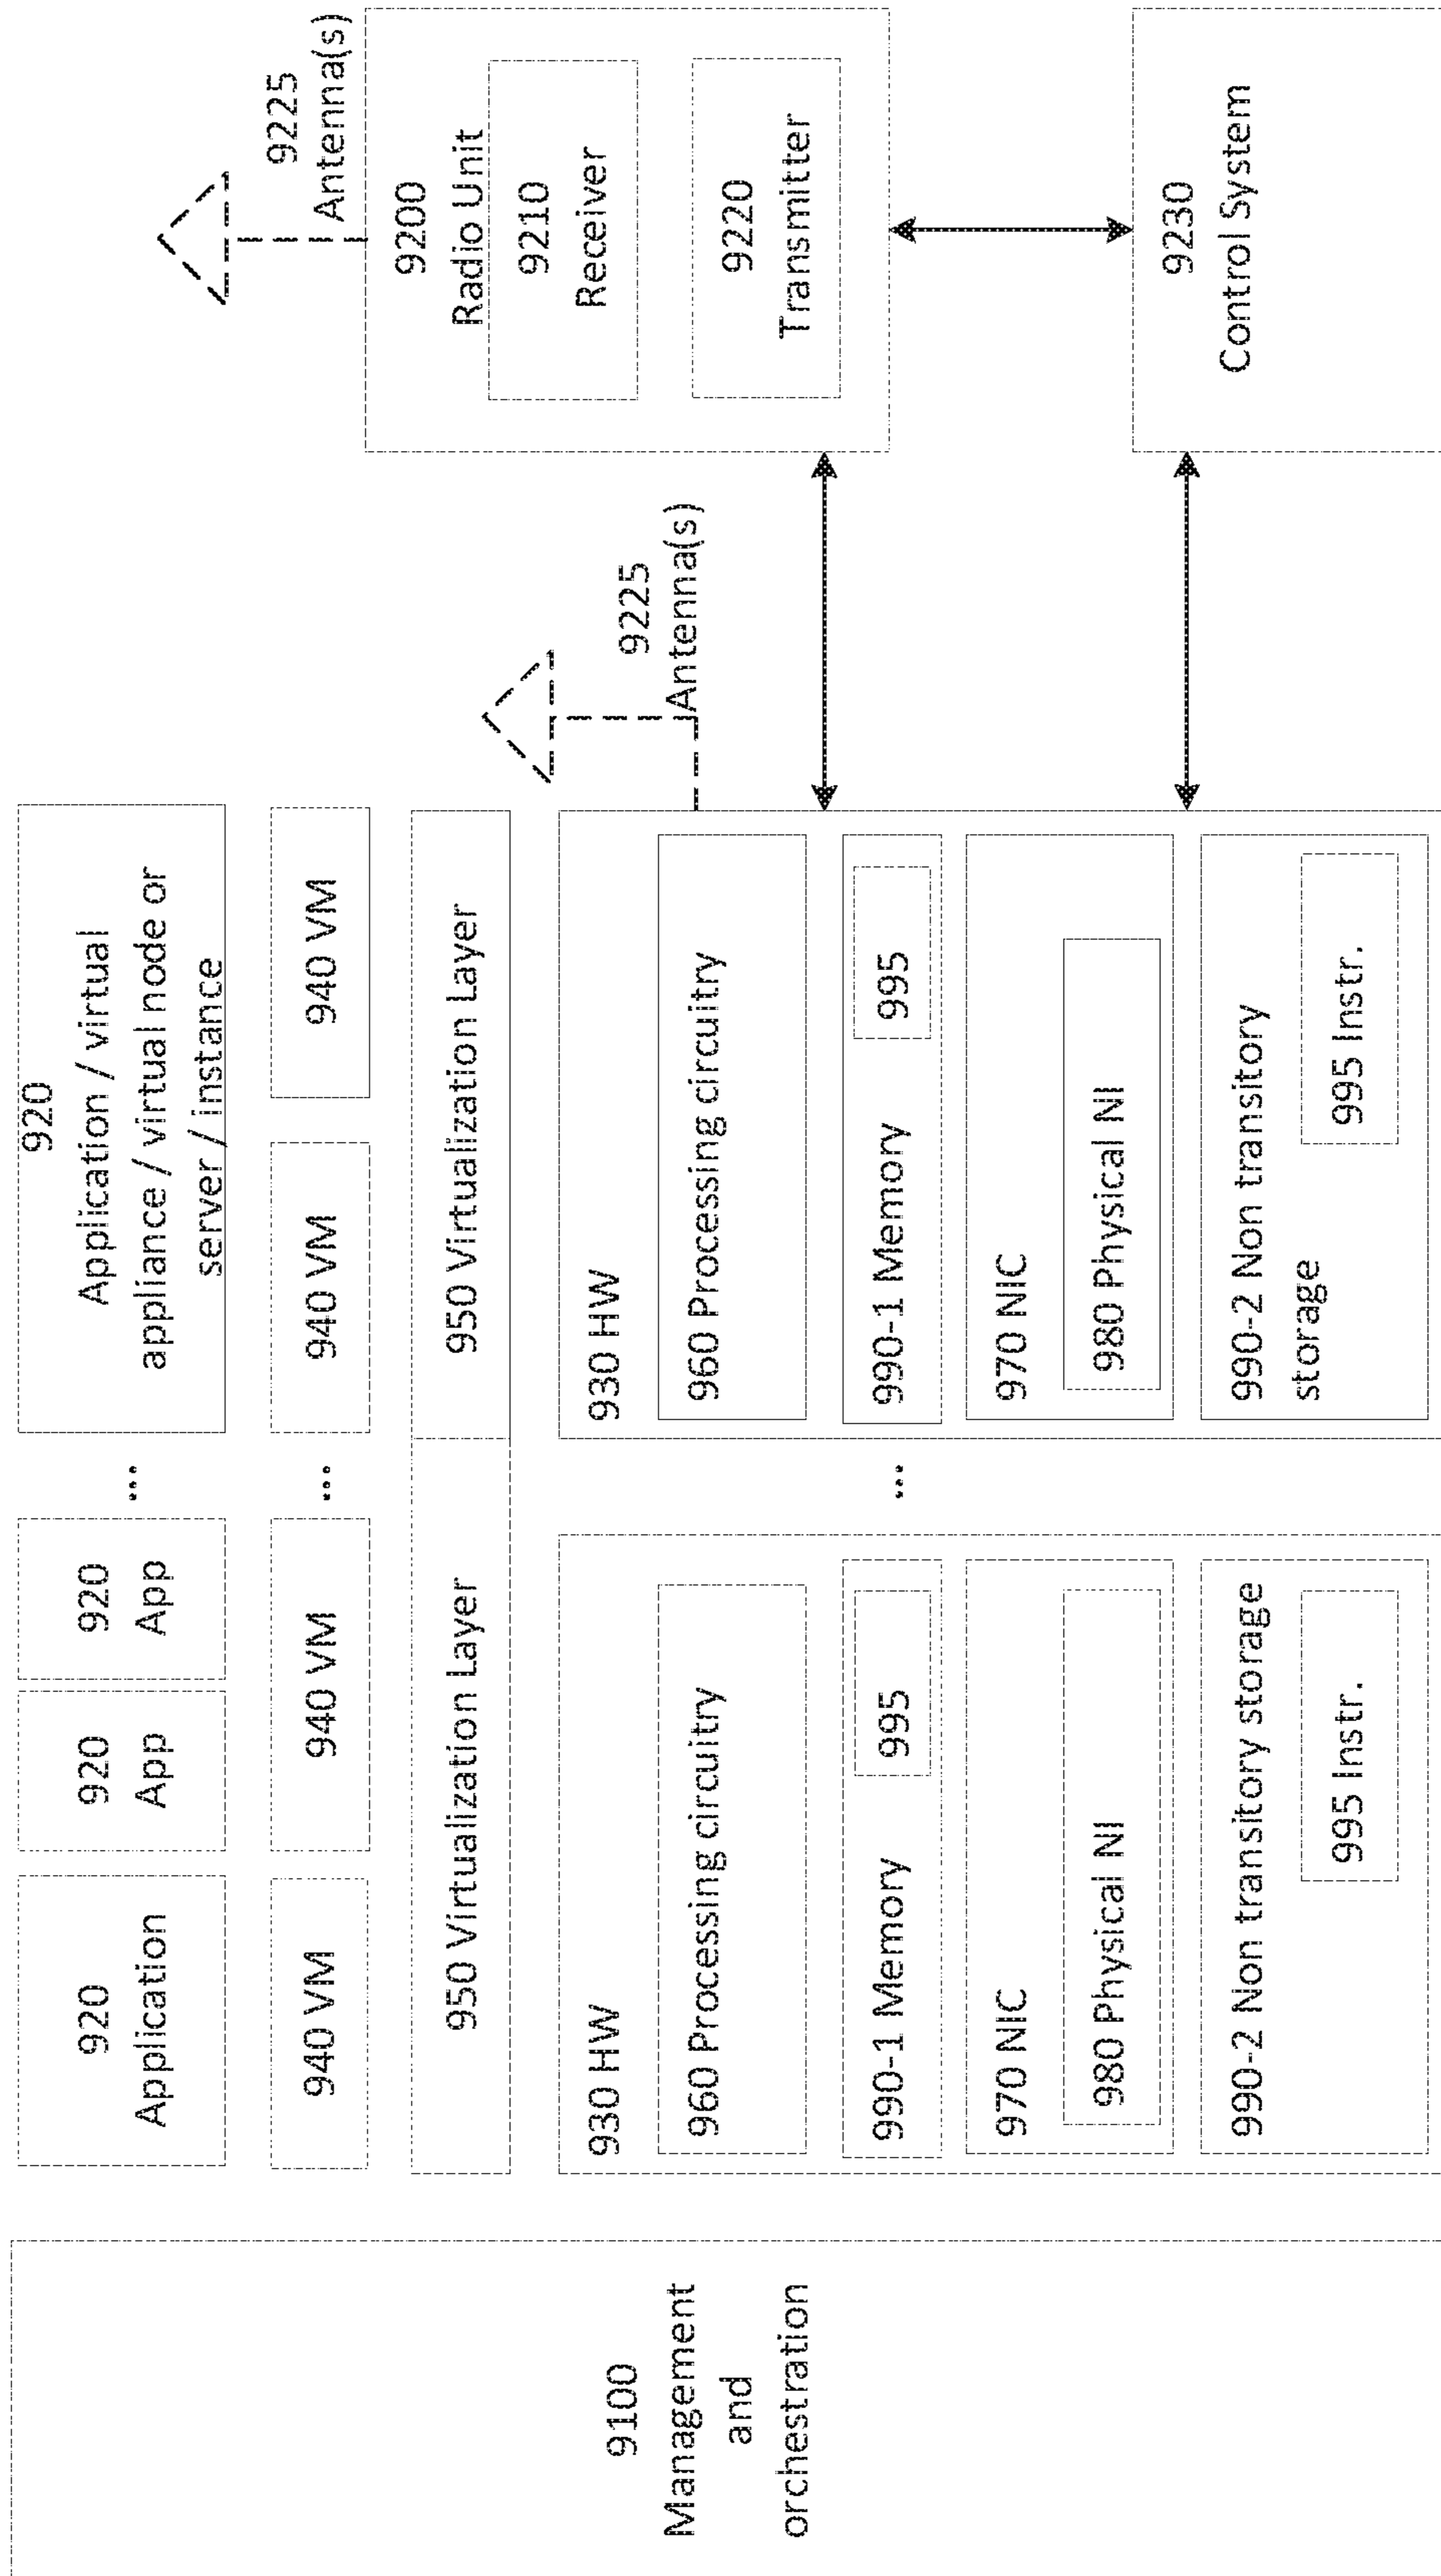 9100
Management
and
orchestration
920
Application
920
App
920
App
...
920
Application / virtual
appliance / virtual node or
server / instance
940 VM
940 VM
...
940 VM
940 VM
950 Virtualization Layer
950 Virtualization Layer
930 HW
960 Processing circuitry
990-1 Memory
995
970 NIC
980 Physical NI
990-2 Non transitory storage
995 Instr.
...
930 HW
960 Processing circuitry
990-1 Memory
995
970 NIC
980 Physical NI
990-2 Non transitory
storage
995 Instr.
9225
Antenna(s)
9225
Antenna(s)
9200
Radio Unit
9210
Receiver
9220
Transmitter
9230
Control System